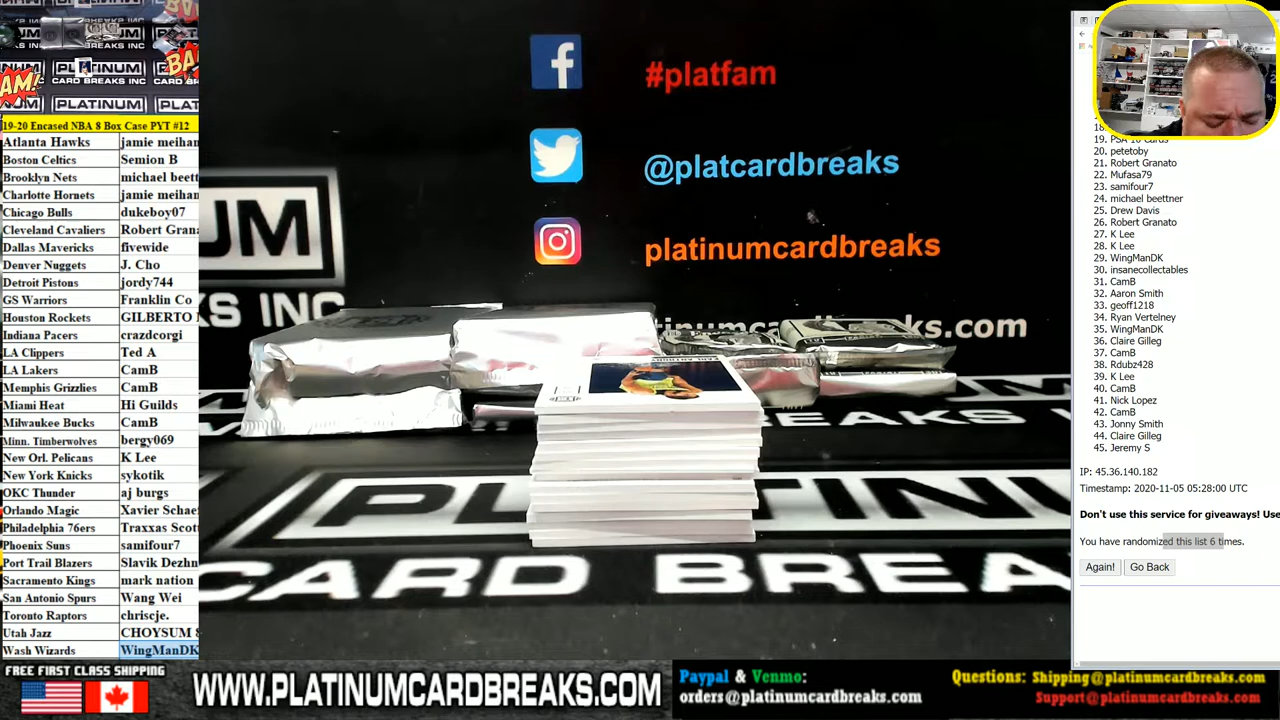 PLATINUM
CARD BREAKS INC
PLATINUM
19-20 Encased NBA 8 Box Case PYT #12
Atlanta Hawks jamie meihan
Boston Celtics Semion B
Brooklyn Nets michael beett
Charlotte Hornets jamie meihan
Chicago Bulls dukeboy07
Cleveland Cavaliers Robert Grana
Dallas Mavericks fivewide
Denver Nuggets J. Cho
Detroit Pistons jordy744
GS Warriors Franklin Co
Houston Rockets GILBERTO
Indiana Pacers crazdcorgi
LA Clippers Ted A
LA Lakers CamB
Memphis Grizzlies CamB
Miami Heat Hi Guilds
Milwaukee Bucks CamB
Minn. Timberwolves bergy069
New Orl. Pelicans K Lee
New York Knicks sykotik
OKC Thunder aj burgs
Orlando Magic Xavier Schae
Philadelphia 76ers Traxxas Scot
Phoenix Suns samifour7
Port Trail Blazers Slavik Dezhn
Sacramento Kings mark nation
San Antonio Spurs Wang Wei
Toronto Raptors chriscje.
Utah Jazz CHOYSUM
Wash Wizards WingManDK
#platfam
@platcardbreaks
platinumcardbreaks
UM
S INC
PLATINUM
CARD BREA
19. PSA 10 Cards
20. petetoby
21. Robert Granato
22. Mufasa79
23. samifour7
24. michael beettner
25. Drew Davis
26. Robert Granato
27. K Lee
28. K Lee
29. WingManDK
30. insanecollectables
31. CamB
32. Aaron Smith
33. geoff1218
34. Ryan Vertelney
35. WingManDK
36. Claire Gilleg
37. CamB
38. Rdubz428
39. K Lee
40. CamB
41. Nick Lopez
42. CamB
43. Jonny Smith
44. Claire Gilleg
45. Jeremy S
IP: 45.36.140.182
Timestamp: 2020-11-05 05:28:00 UTC
Don't use this service for giveaways! Use
You have randomized this list 6 times.
Again! Go Back
FREE FIRST CLASS SHIPPING
WWW.PLATINUMCARDBREAKS.COM
Paypal & Venmo:
orders@platinumcardbreaks.com
Questions: Shipping@platinumcardbreaks.com
Support@platinumcardbreaks.com